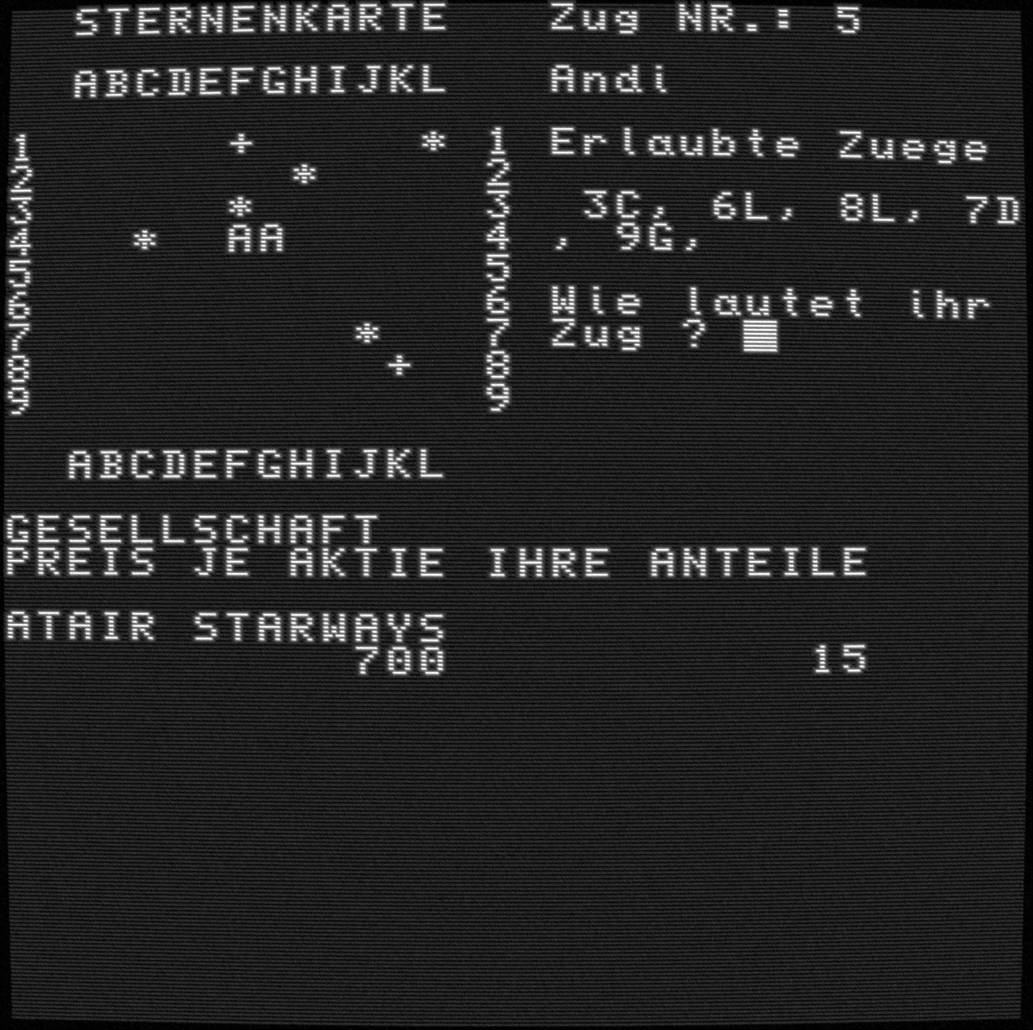 STERNENKARTE Zug NR.: 5
ABCDEFGHIJKL Andi
1 + * 1 Erlaubte Zuege
2 * 2
3 * 3 3C, 6L, 8L, 7D
4 * AA 4 , 9G,
5 5
6 6 Wie lautet ihr
7 * 7 Zug ?
8 + 8
9 9
ABCDEFGHIJKL
GESELLSCHAFT
PREIS JE AKTIE IHRE ANTEILE
ATAIR STARWAYS
700 15